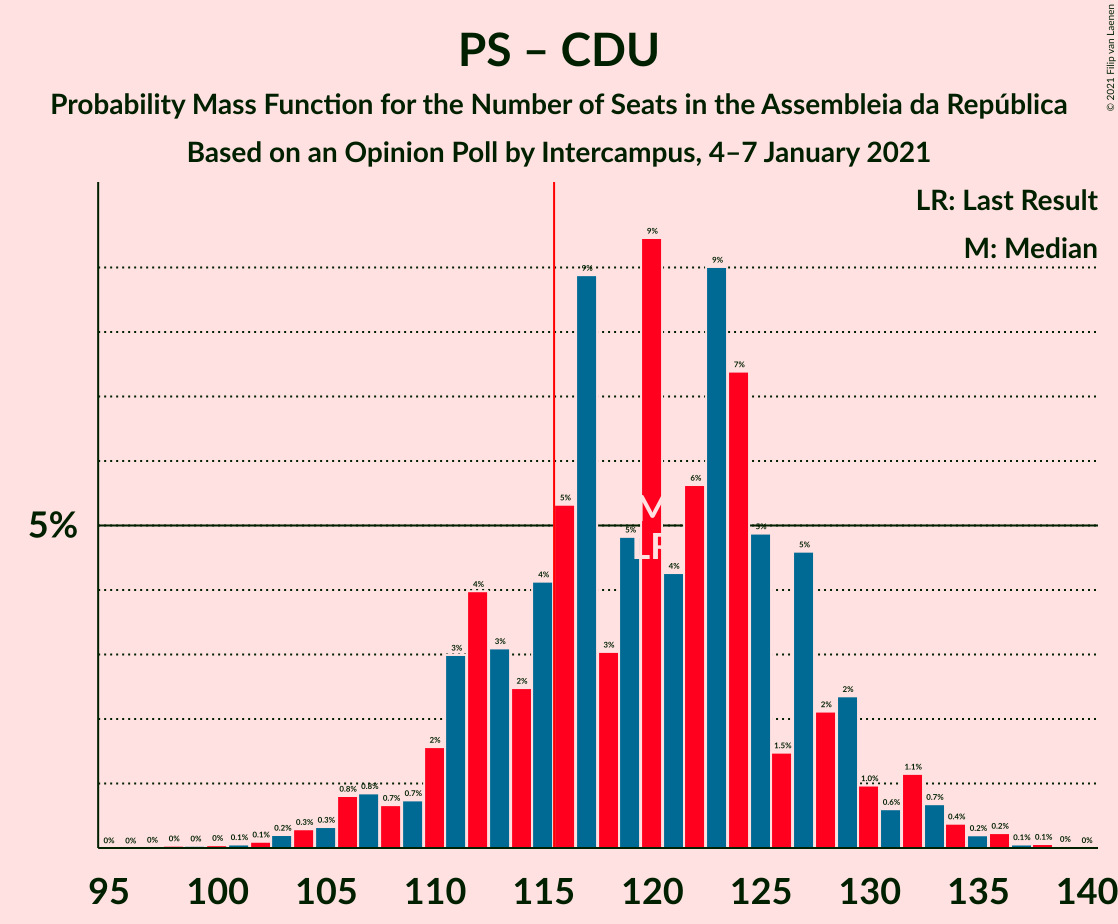 PS – CDU
Probability Mass Function for the Number of Seats in the Assembleia da República
Based on an Opinion Poll by Intercampus, 4–7 January 2021
© 2021 Filip van Laenen
LR: Last Result
M: Median
5%
0% 0% 0% 0% 0% 0% 0.1% 0.1% 0.2% 0.3% 0.3% 0.8% 0.8% 0.7% 0.7% 2% 3% 4% 3% 2% 4% 5% 9% 3% 5% 9% 4% 6% 9% 7% 5% 1.5% 5% 2% 2% 1.0% 0.6% 1.1% 0.7% 0.4% 0.2% 0.2% 0.1% 0.1% 0% 0%
M
LR
95 100 105 110 115 120 125 130 135 140